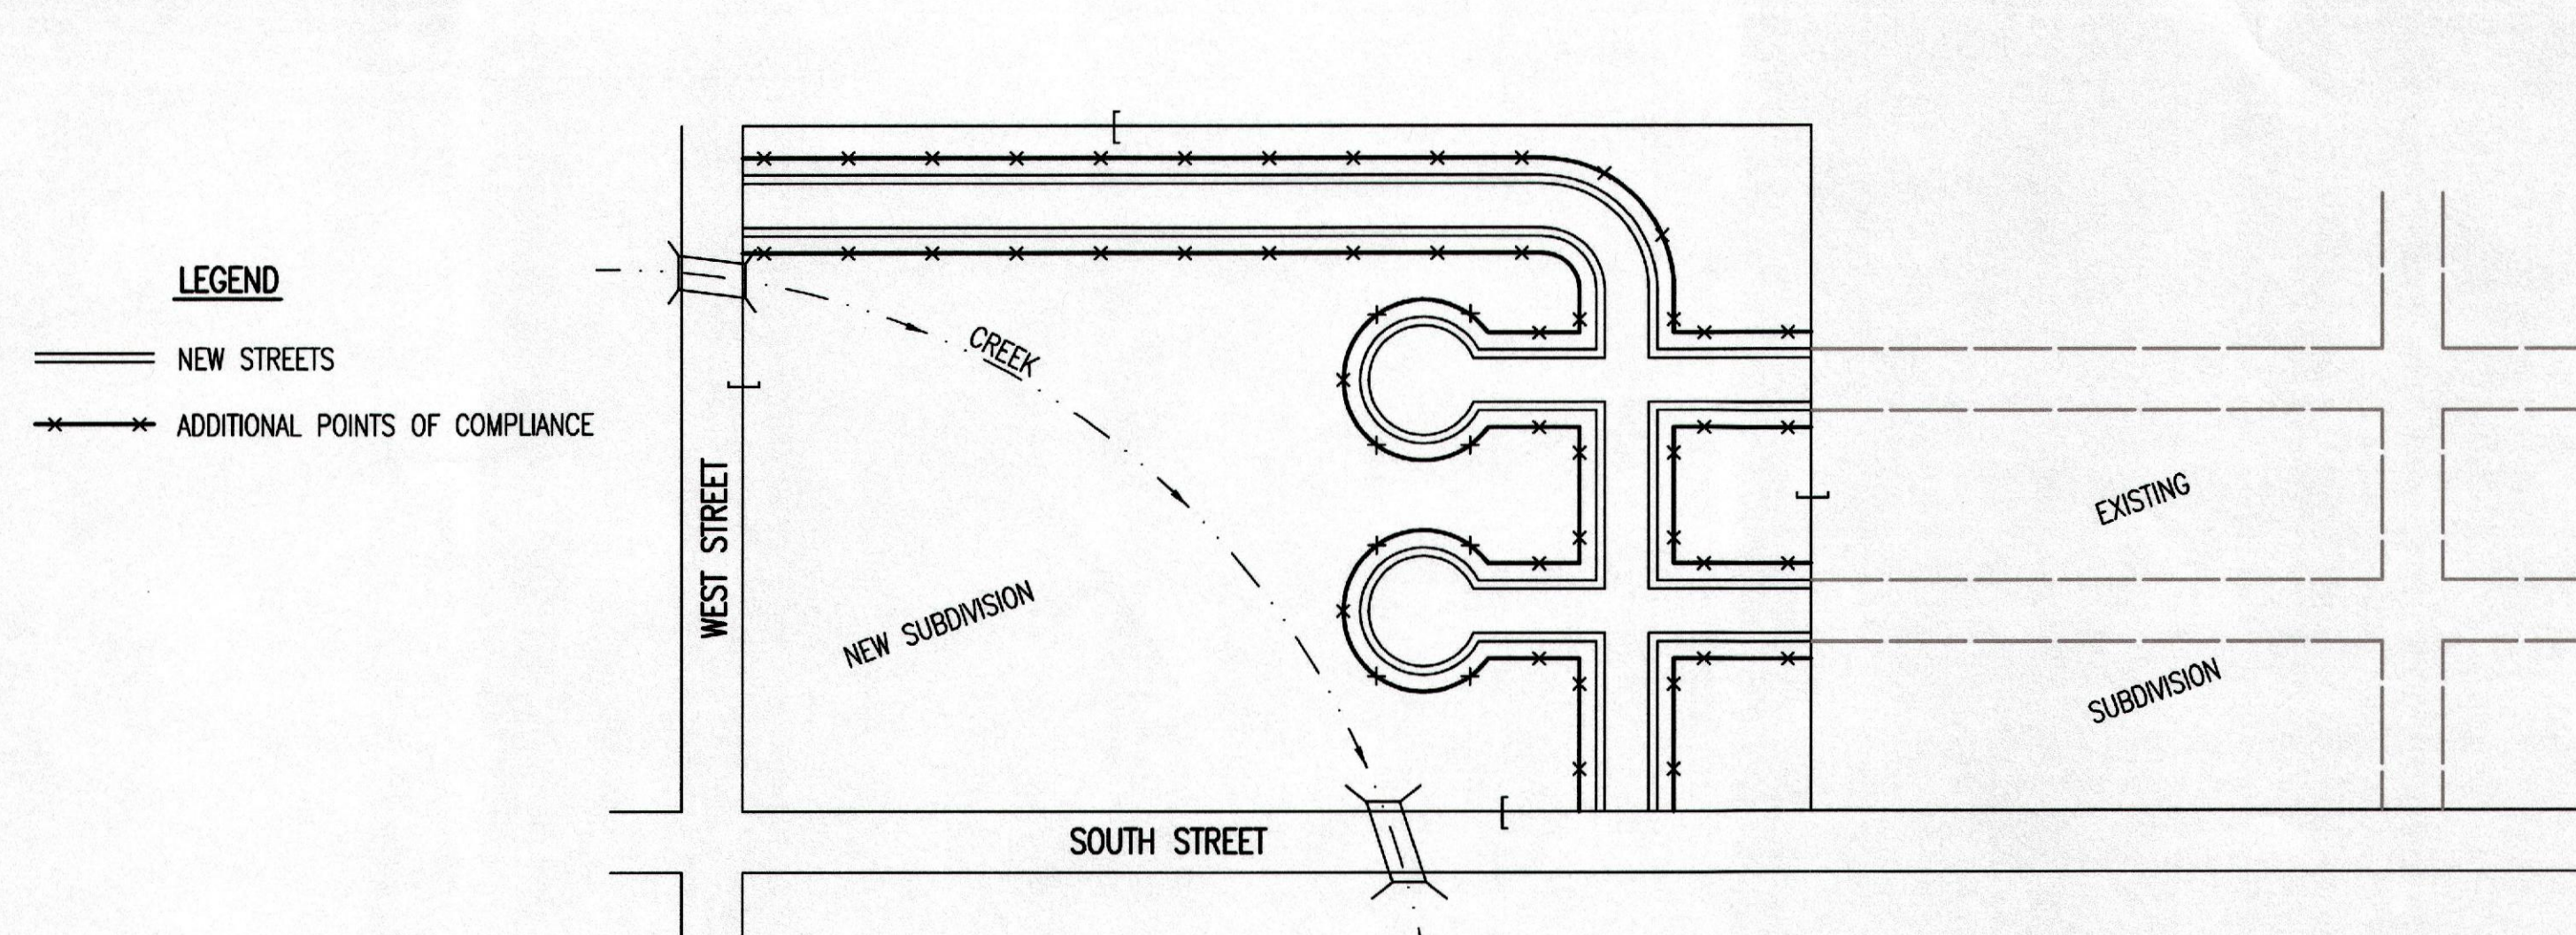 LEGEND
NEW STREETS
ADDITIONAL POINTS OF COMPLIANCE
WEST STREET
CREEK
NEW SUBDIVISION
SOUTH STREET
EXISTING
SUBDIVISION